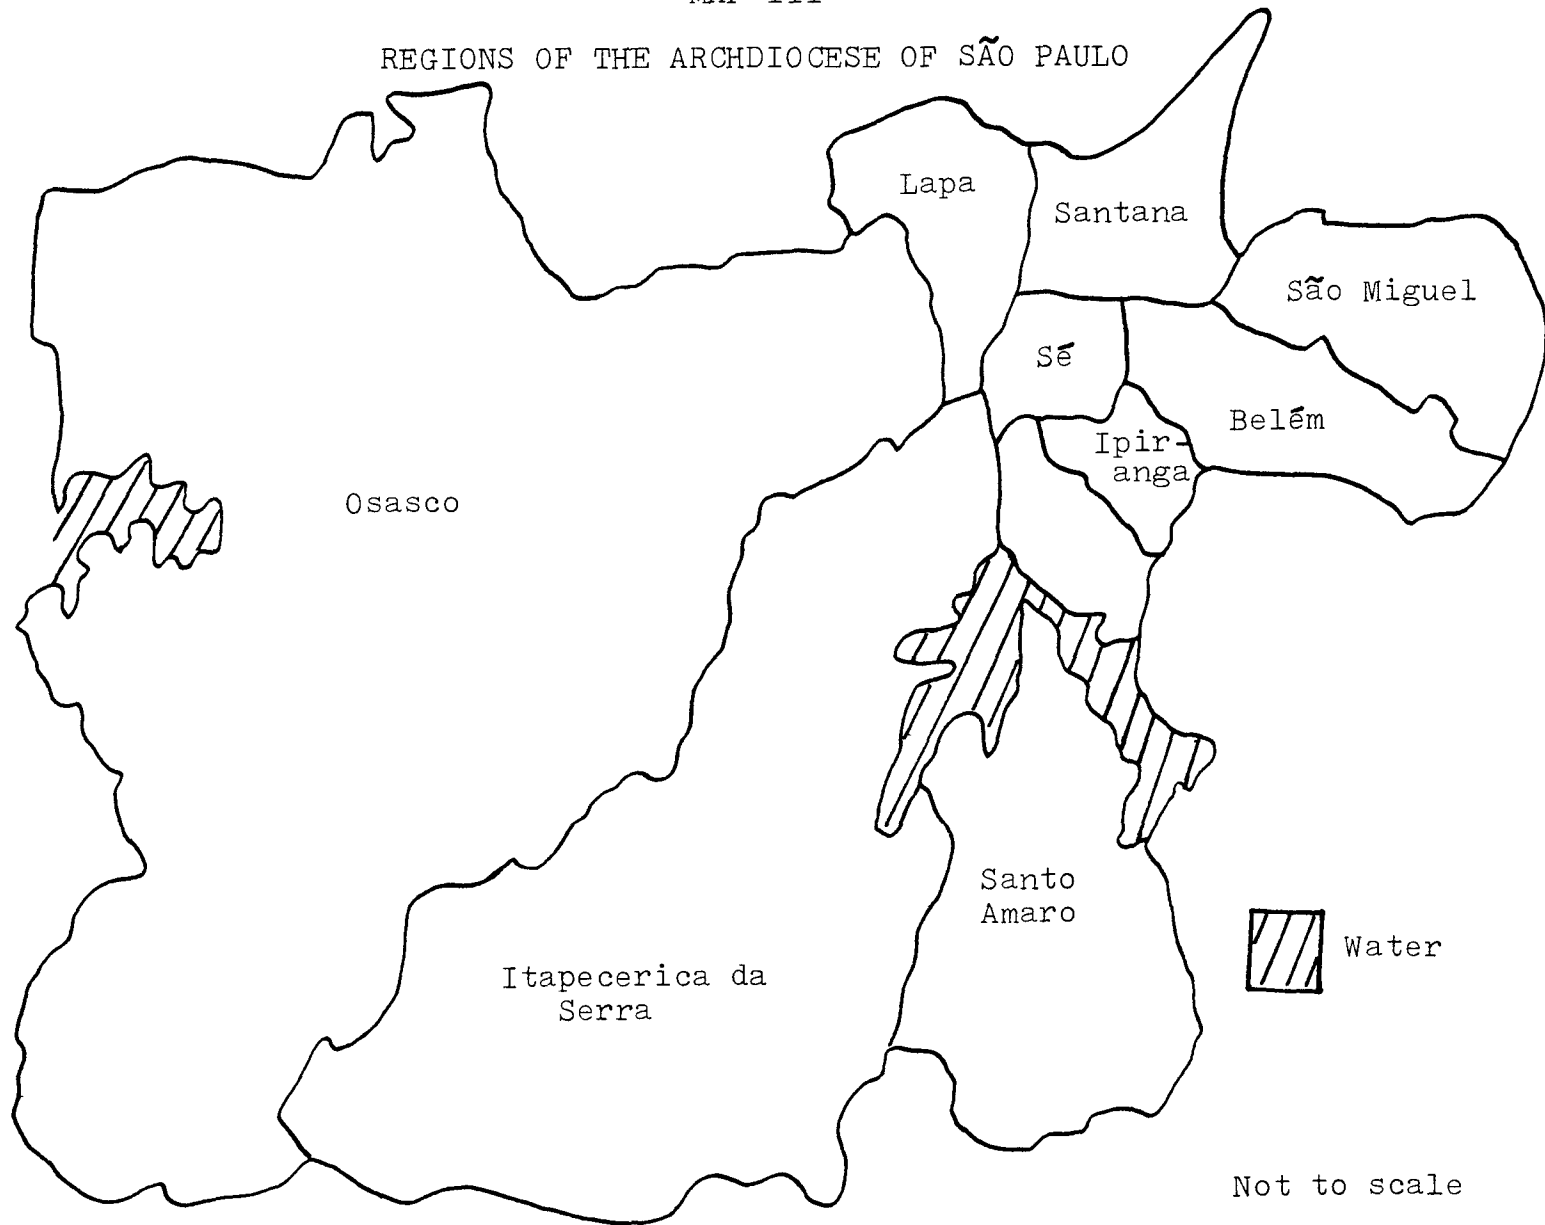 REGIONS OF THE ARCHDIOCESE OF SÃO PAULO
Lapa
Santana
São Miguel
Sé
Belém
Ipir-
anga
Osasco
Santo
Amaro
Water
Itapecerica da
Serra
Not to scale